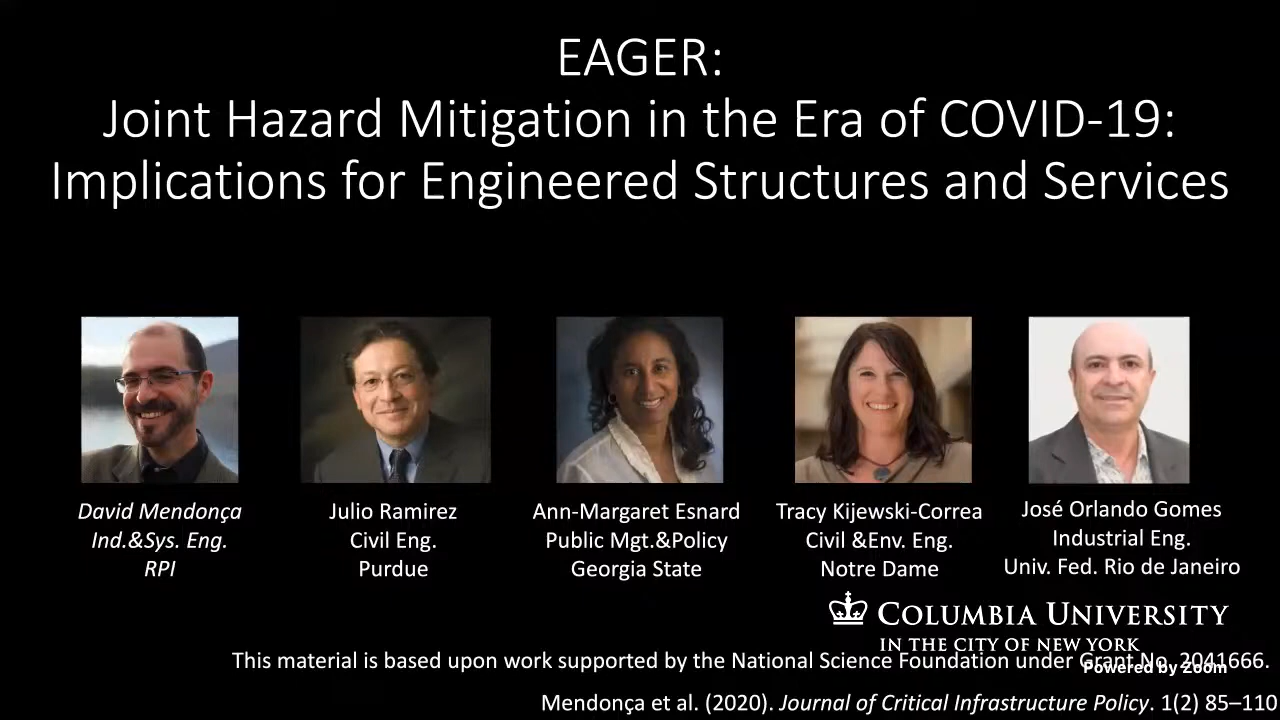 EAGER:
Joint Hazard Mitigation in the Era of COVID-19:
Implications for Engineered Structures and Services
David Mendonça
Ind.&Sys. Eng.
RPI
Julio Ramirez
Civil Eng.
Purdue
Ann-Margaret Esnard
Public Mgt.&Policy
Georgia State
Tracy Kijewski-Correa
Civil &Env. Eng.
Notre Dame
José Orlando Gomes
Industrial Eng.
Univ. Fed. Rio de Janeiro
COLUMBIA UNIVERSITY
IN THE CITY OF NEW YORK
This material is based upon work supported by the National Science Foundation under Grant No. 2041666.
Powered by Zoom
Mendonça et al. (2020). Journal of Critical Infrastructure Policy. 1(2) 85–110